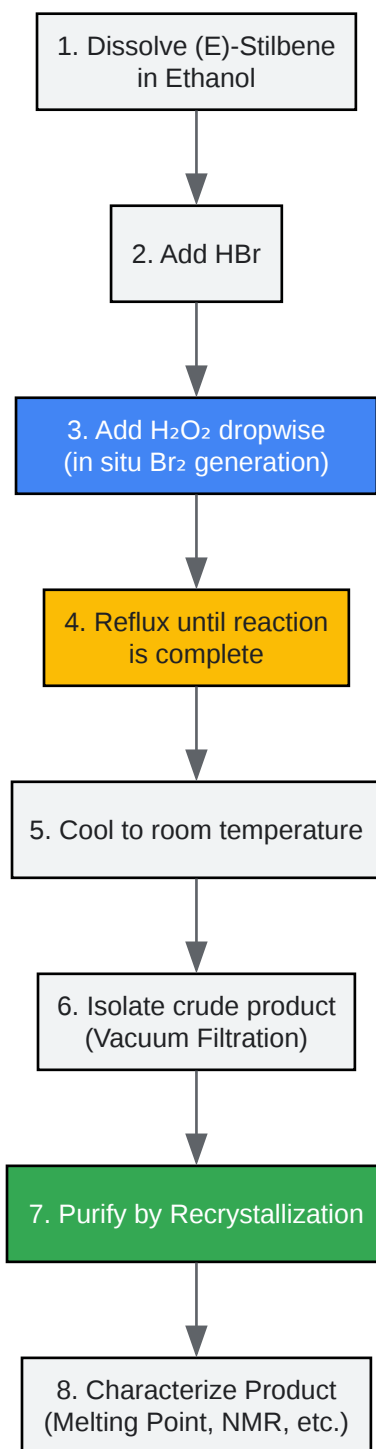 1. Dissolve (E)-Stilbene
in Ethanol
2. Add HBr
3. Add H₂O₂ dropwise
(in situ Br₂ generation)
4. Reflux until reaction
is complete
5. Cool to room temperature
6. Isolate crude product
(Vacuum Filtration)
7. Purify by Recrystallization
8. Characterize Product
(Melting Point, NMR, etc.)